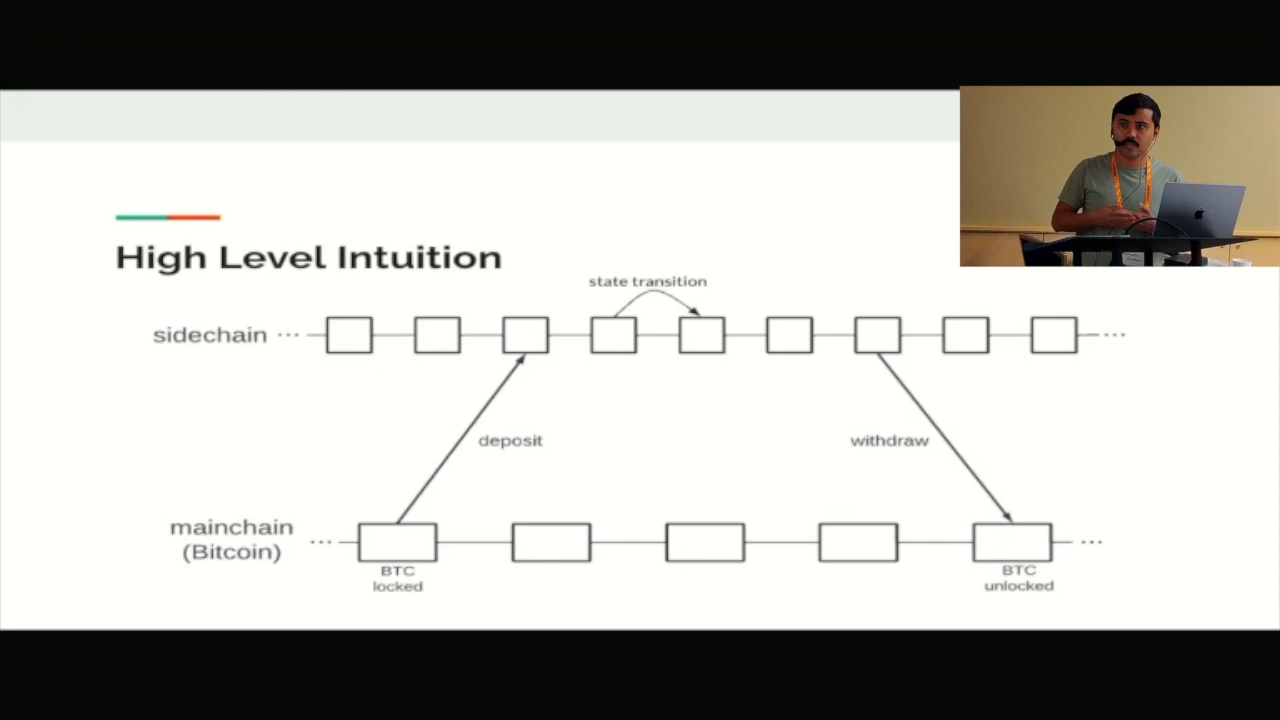 High Level Intuition
state transition
sidechain ...
...
deposit
withdraw
mainchain
(Bitcoin)
...
...
BTC
locked
BTC
unlocked